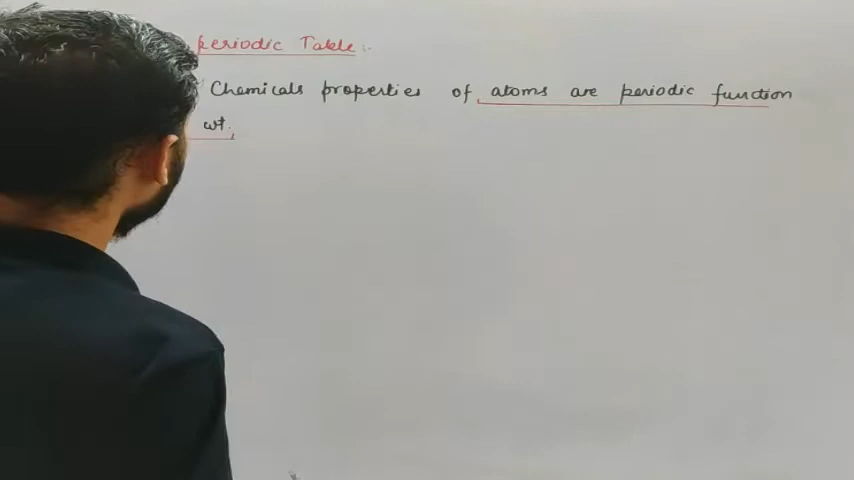 periodic Table :-
Chemicals properties of atoms are periodic function
wt.